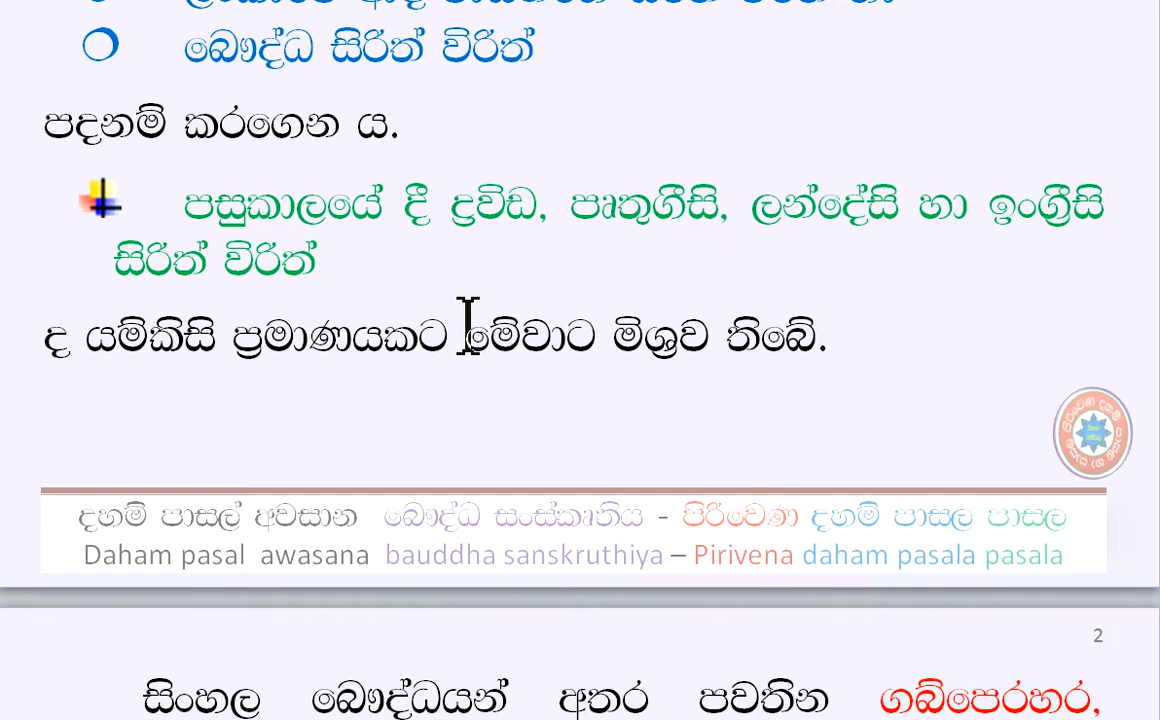 බෞද්ධ සිරිත් විරිත්
පදනම් කරගෙන ය.
පසුකාලයේ දී ද්‍රවිඩ, පෘතුගීසි, ලන්දේසි හා ඉංග්‍රීසි
සිරිත් විරිත්
ද යම්කිසි ප්‍රමාණයකට මේවාට මිශ්‍රව තිබේ.
දහම් පාසල් අවසාන බෞද්ධ සංස්කෘතිය - පිරිවෙණ දහම් පාසල පාසල
Daham pasal awasana bauddha sanskruthiya – Pirivena daham pasala pasala
2
සිංහල බෞද්ධයන් අතර පවතින ගබ්පෙරහර,